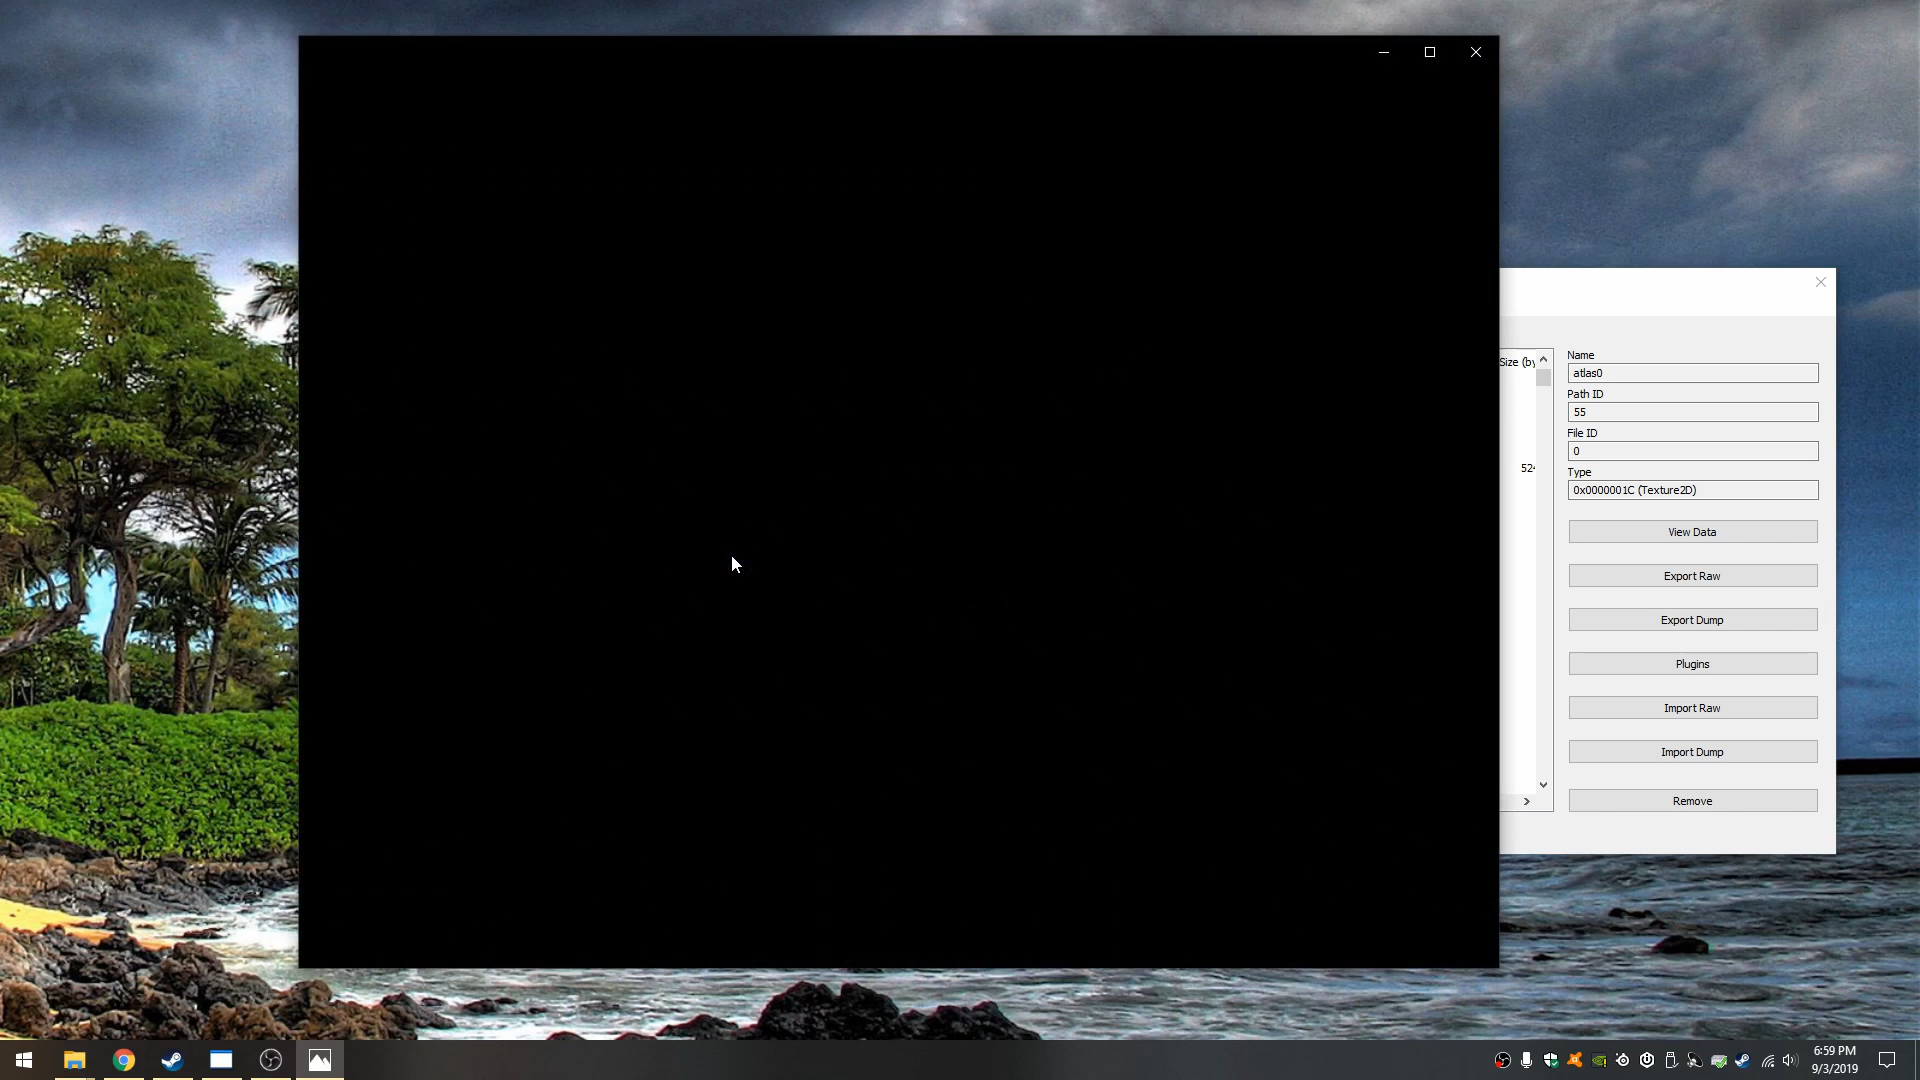 Size (by
Name
atlas0
Path ID
55
File ID
0
524
Type
0x0000001C (Texture2D)
View Data
Export Raw
Export Dump
Plugins
Import Raw
Import Dump
Remove
6:59 PM
9/3/2019